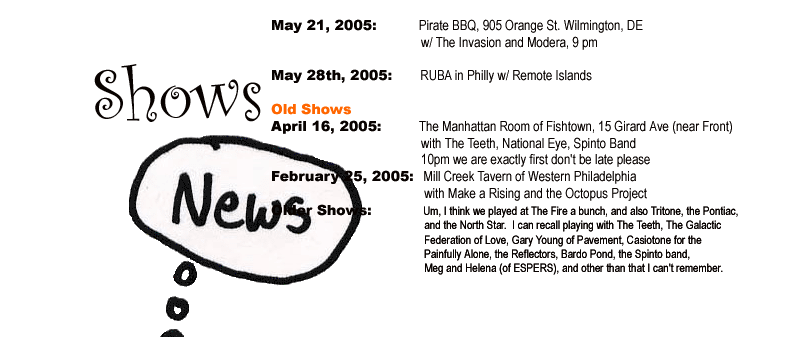 Shows
May 21, 2005: Pirate BBQ, 905 Orange St. Wilmington, DE
w/ The Invasion and Modera, 9 pm
May 28th, 2005: RUBA in Philly w/ Remote Islands
Old Shows
April 16, 2005: The Manhattan Room of Fishtown, 15 Girard Ave (near Front)
with The Teeth, National Eye, Spinto Band
10pm we are exactly first don't be late please
February 25, 2005: Mill Creek Tavern of Western Philadelphia
with Make a Rising and the Octopus Project
News
Older Shows: Um, I think we played at The Fire a bunch, and also Tritone, the Pontiac,
and the North Star. I can recall playing with The Teeth, The Galactic
Federation of Love, Gary Young of Pavement, Casiotone for the
Painfully Alone, the Reflectors, Bardo Pond, the Spinto band,
Meg and Helena (of ESPERS), and other than that I can't remember.